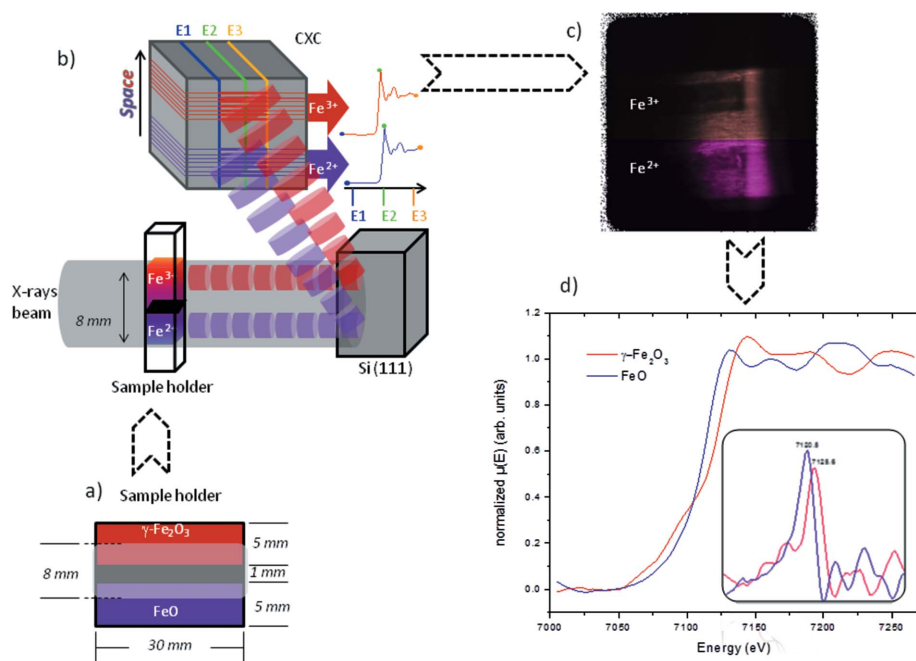 b)
E1 E2 E3
CXC
Space
Fe3+
Fe2+
E1 E2 E3
X-rays
beam
8 mm
Fe3+
Fe2+
Sample holder
Si (111)
a)
Sample holder
γ-Fe2O3
FeO
8 mm
5 mm
1 mm
5 mm
30 mm
c)
Fe3+
Fe2+
d)
normalized μ(E) (arb. units)
1.2
1.0
0.8
0.6
0.4
0.2
0.0
γ-Fe2O3
FeO
7120.5
7125.6
7000 7050 7100 7150 7200 7250
Energy (eV)